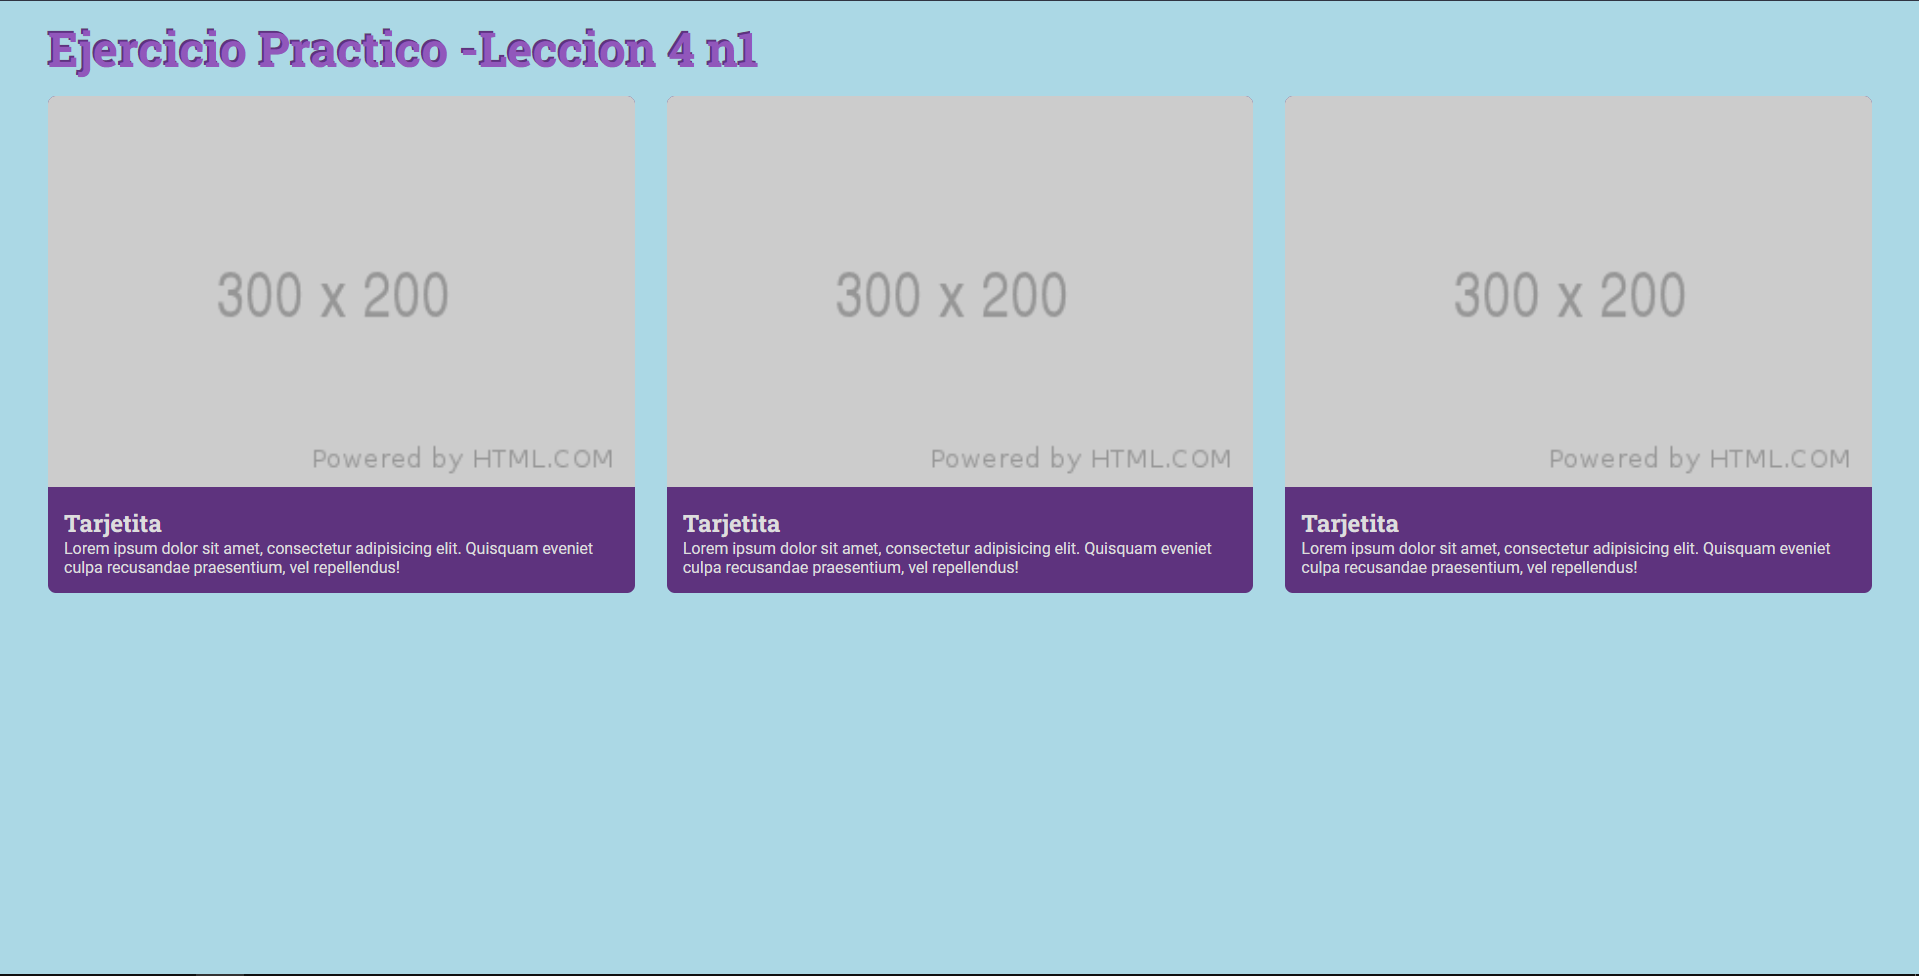 Ejercicio Practico -Leccion 4 n1
300 x 200
Powered by HTML.COM
Tarjetita
Lorem ipsum dolor sit amet, consectetur adipisicing elit. Quisquam eveniet
culpa recusandae praesentium, vel repellendus!
300 x 200
Powered by HTML.COM
Tarjetita
Lorem ipsum dolor sit amet, consectetur adipisicing elit. Quisquam eveniet
culpa recusandae praesentium, vel repellendus!
300 x 200
Powered by HTML.COM
Tarjetita
Lorem ipsum dolor sit amet, consectetur adipisicing elit. Quisquam eveniet
culpa recusandae praesentium, vel repellendus!